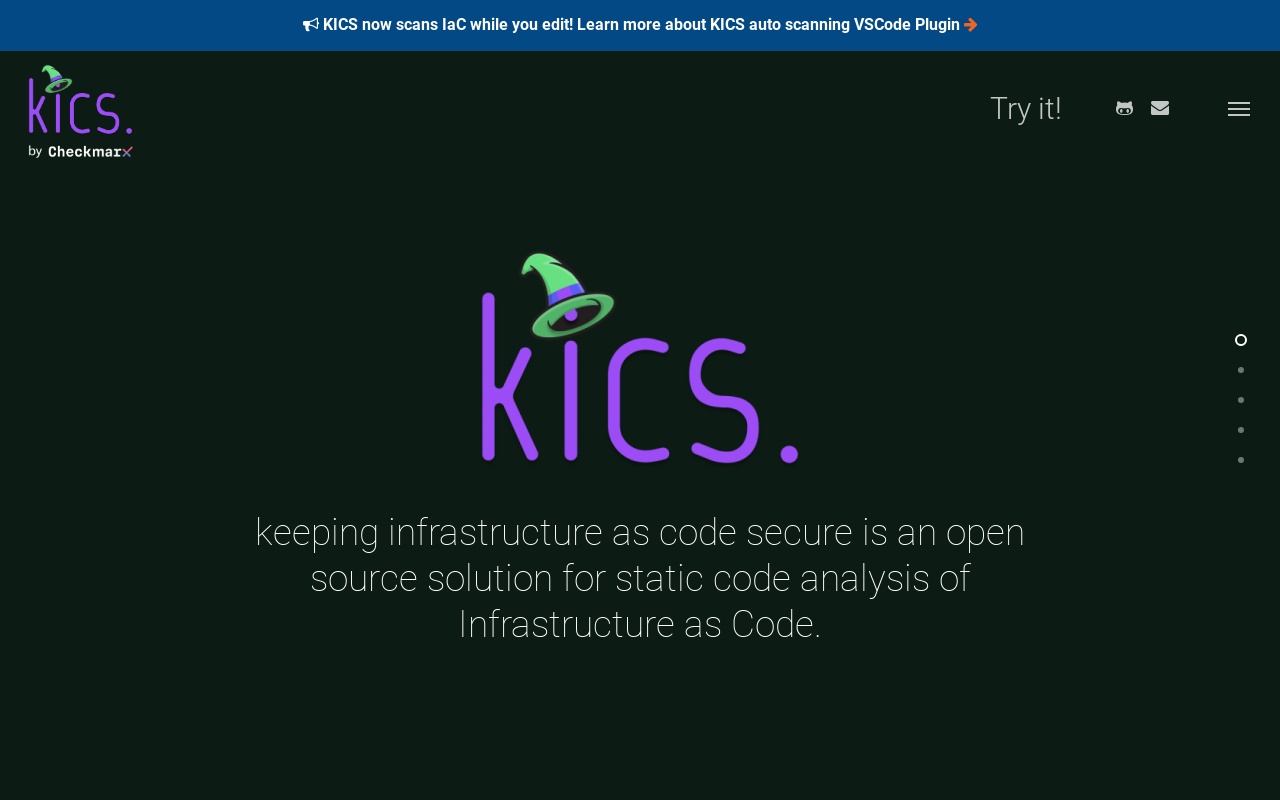 KICS now scans IaC while you edit! Learn more about KICS auto scanning VSCode Plugin
kics.
by Checkmarx
Try it!
kics.
keeping infrastructure as code secure is an open
source solution for static code analysis of
Infrastructure as Code.